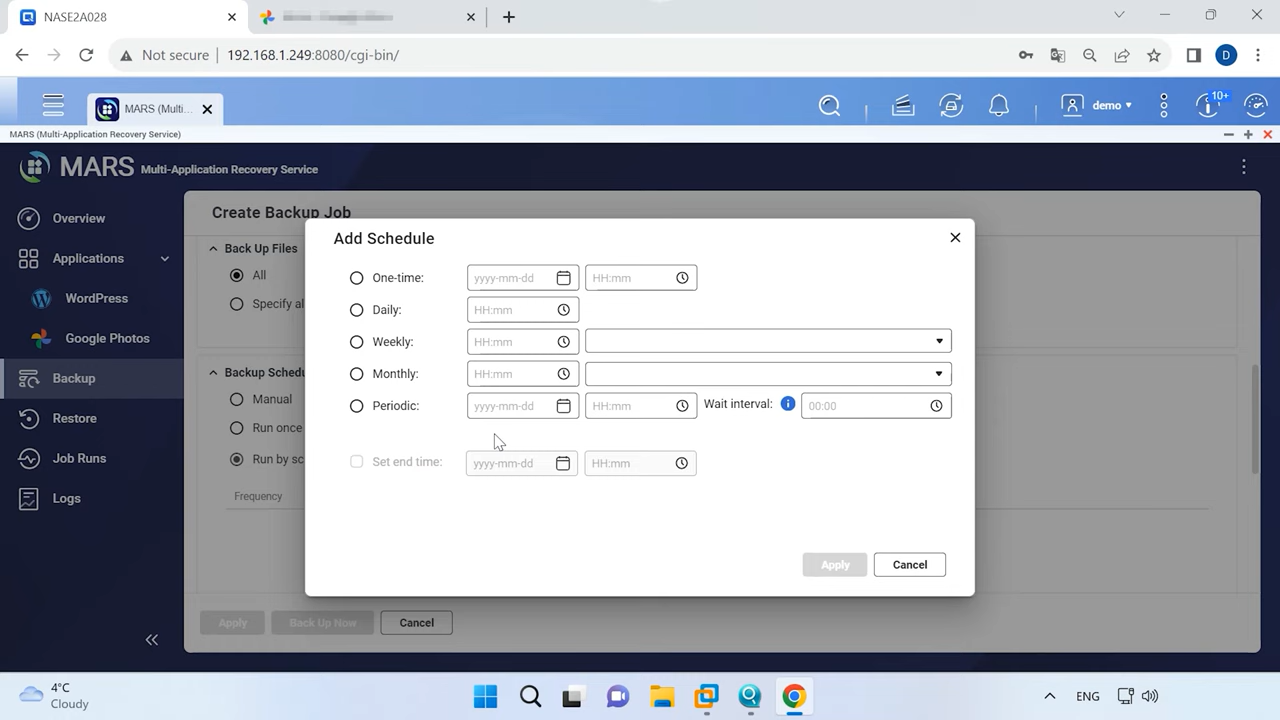 NASE2A028
Not secure 192.168.1.249:8080/cgi-bin/
D
MARS (Multi...
demo
10+
MARS (Multi-Application Recovery Service)
MARS Multi-Application Recovery Service
Overview
Applications
WordPress
Google Photos
Backup
Restore
Job Runs
Logs
Create Backup Job
Back Up Files
All
Specify al
Backup Schedu
Manual
Run once
Run by sc
Frequency
Apply
Back Up Now
Cancel
Add Schedule
One-time: yyyy-mm-dd HH:mm
Daily: HH:mm
Weekly: HH:mm
Monthly: HH:mm
Periodic: yyyy-mm-dd HH:mm Wait interval: 00:00
Set end time: yyyy-mm-dd HH:mm
Apply
Cancel
4°C
Cloudy
ENG